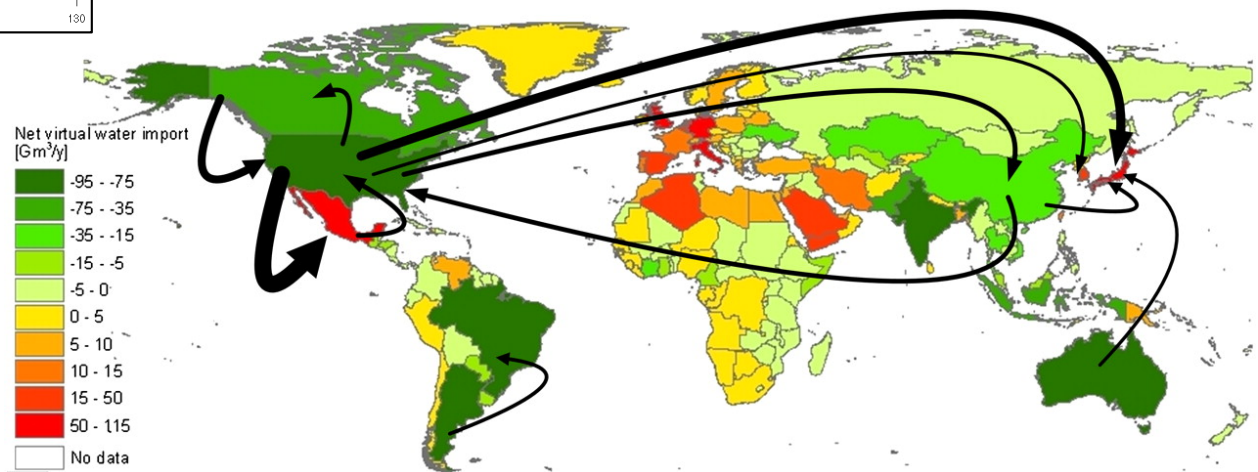 130
Net virtual water import
[Gm³/y]
-95 - -75
-75 - -35
-35 - -15
-15 - -5
-5 - 0
0 - 5
5 - 10
10 - 15
15 - 50
50 - 115
No data